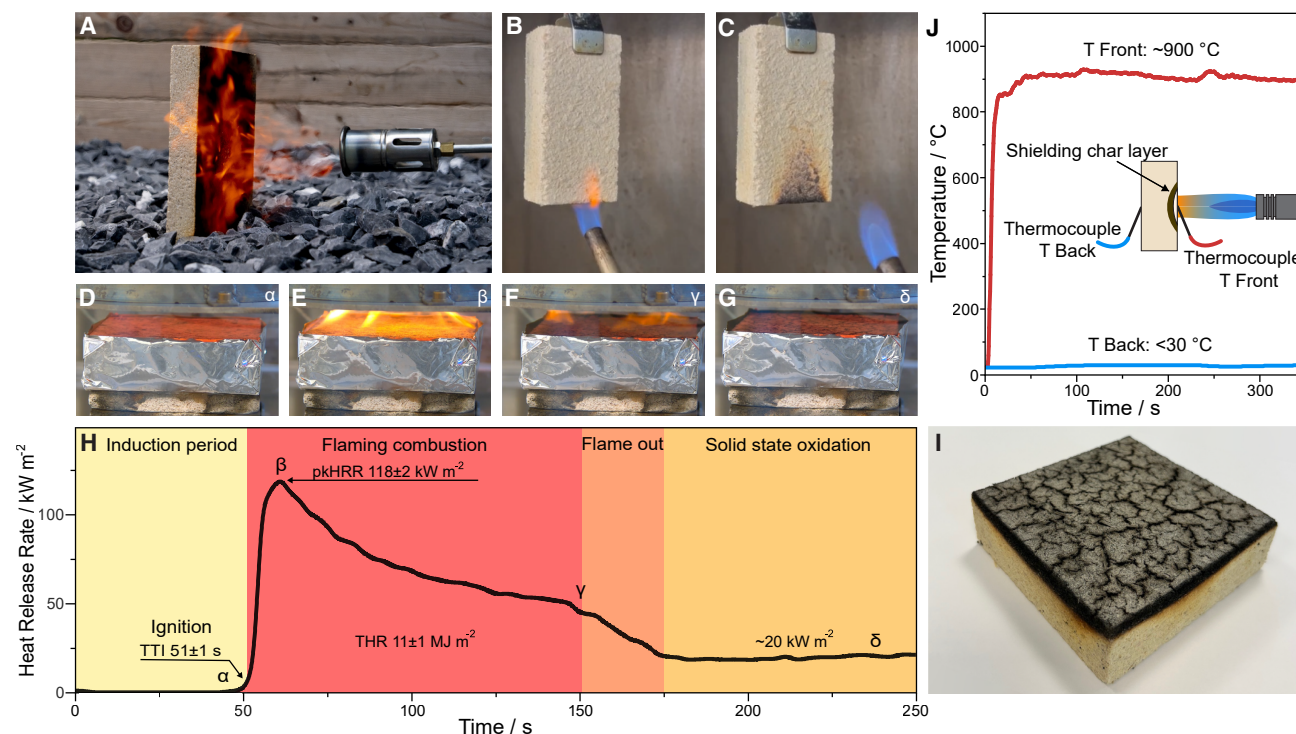 A
B
C
D
α
E
β
F
γ
G
δ
H
Induction period
Flaming combustion
Flame out
Solid state oxidation
β
pkHRR 118±2 kW m⁻²
γ
Ignition
TTI 51±1 s
α
THR 11±1 MJ m⁻²
~20 kW m⁻²
δ
Heat Release Rate / kW m⁻²
0
50
100
0
50
100
150
200
250
Time / s
J
T Front: ~900 °C
Shielding char layer
Thermocouple
T Back
Thermocouple
T Front
T Back: <30 °C
Temperature / °C
1000
800
600
400
200
0
0
100
200
300
Time / s
I